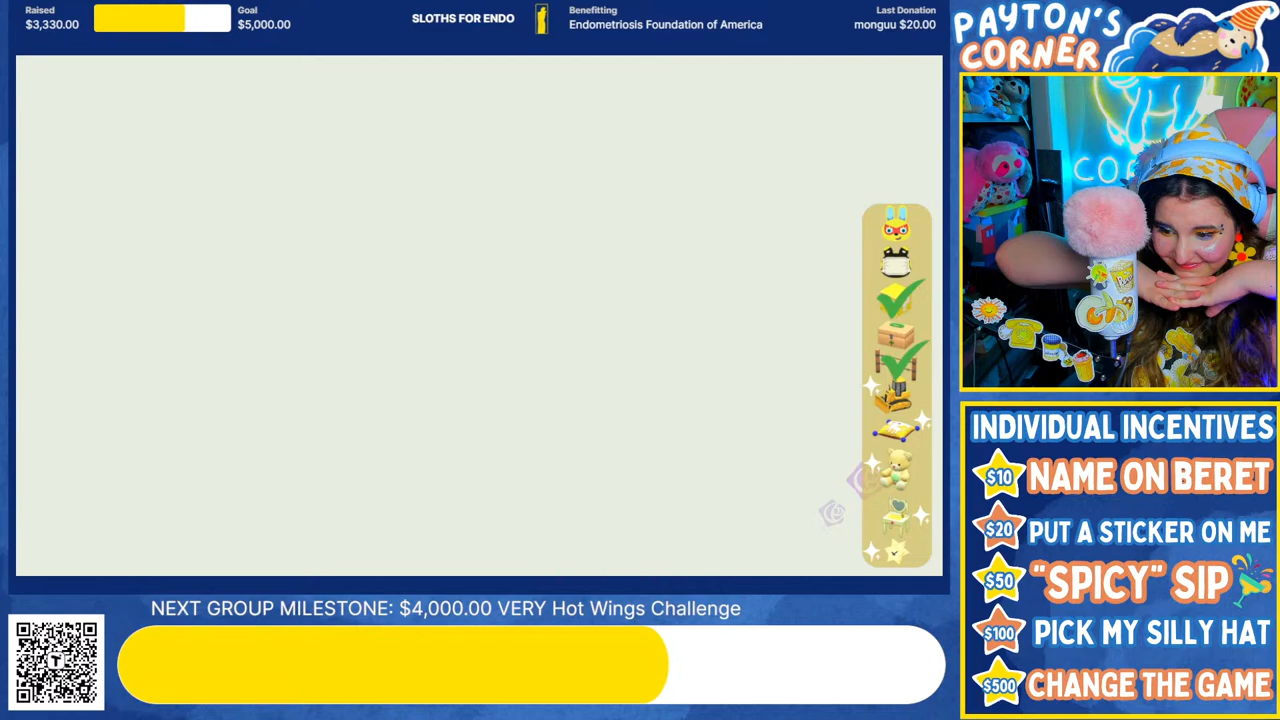 Raised
$3,330.00
Goal
$5,000.00
SLOTHS FOR ENDO
Benefitting
Endometriosis Foundation of America
Last Donation
monguu $20.00
PAYTON'S
CORNER
CO
INDIVIDUAL INCENTIVES
$10 NAME ON BERET
$20 PUT A STICKER ON ME
$50 "SPICY" SIP
$100 PICK MY SILLY HAT
$500 CHANGE THE GAME
NEXT GROUP MILESTONE: $4,000.00 VERY Hot Wings Challenge
T